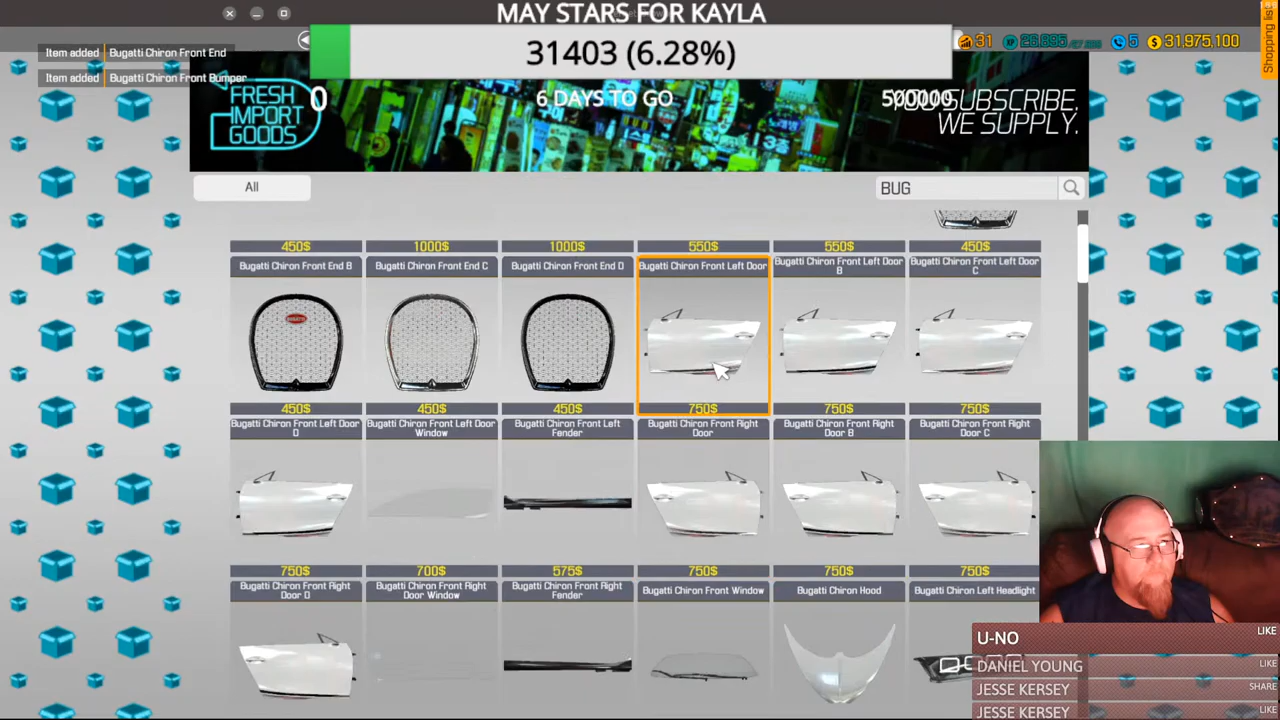 MAY STARS FOR KAYLA
31403 (6.28%)
0
6 DAYS TO GO
500000
Item added
Bugatti Chiron Front End
Item added
Bugatti Chiron Front Bumper
31
5
$ 31,975,100
Shopping list
FRESH
IMPORT
GOODS
SUBSCRIBE.
WE SUPPLY.
All
BUG
450$
1000$
1000$
550$
550$
450$
Bugatti Chiron Front End B
Bugatti Chiron Front End C
Bugatti Chiron Front End D
Bugatti Chiron Front Left Door
Bugatti Chiron Front Left Door
B
Bugatti Chiron Front Left Door
C
BUGATTI
450$
450$
450$
750$
750$
750$
Bugatti Chiron Front Left Door
D
Bugatti Chiron Front Left Door
Window
Bugatti Chiron Front Left
Fender
Bugatti Chiron Front Right
Door
Bugatti Chiron Front Right
Door B
Bugatti Chiron Front Right
Door C
750$
700$
575$
750$
750$
750$
Bugatti Chiron Front Right
Door D
Bugatti Chiron Front Right Door
Window
Bugatti Chiron Front Right
Fender
Bugatti Chiron Front Window
Bugatti Chiron Hood
Bugatti Chiron Left Headlight
U-NO
LIKE
DANIEL YOUNG
LIKE
JESSE KERSEY
SHARE
JESSE KERSEY
LIKE